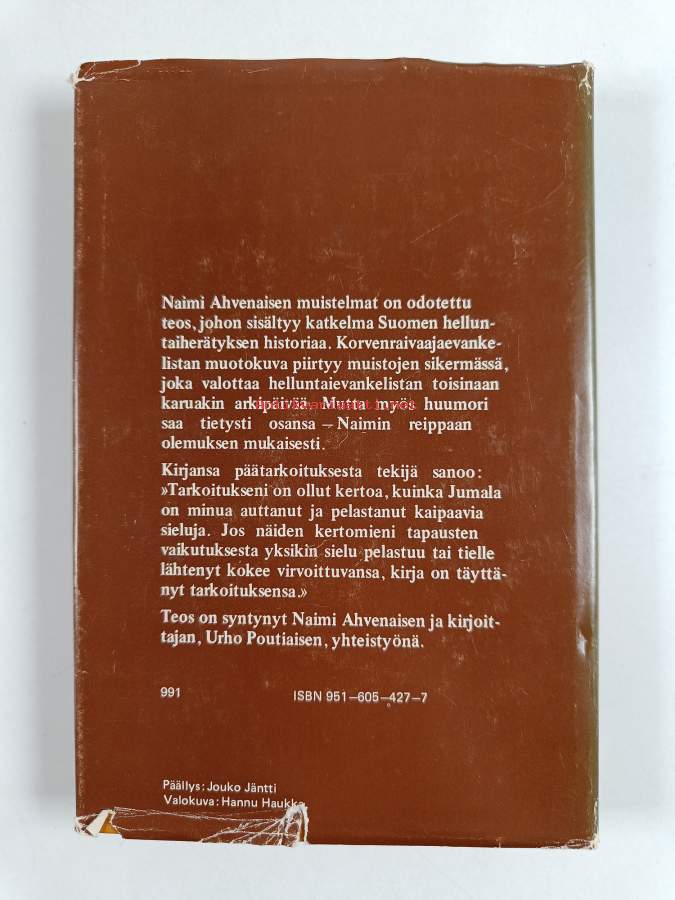 Naimi Ahvenaisen muistelmat on odotettu
teos, johon sisältyy katkelma Suomen hellun-
taiherätyksen historiaa. Korvenraivaajaevanke-
listan muotokuva piirtyy muistojen sikermässä,
joka valottaa helluntaievankelistan toisinaan
karuakin arkipäivää. Mutta myös huumori
saa tietysti osansa – Naimin reippaan
olemuksen mukaisesti.
Kirjansa päätarkoituksesta tekijä sanoo:
»Tarkoitukseni on ollut kertoa, kuinka Jumala
on minua auttanut ja pelastanut kaipaavia
sieluja. Jos näiden kertomieni tapausten
vaikutuksesta yksikin sielu pelastuu tai tielle
lähtenyt kokee virvoittuvansa, kirja on täyttä-
nyt tarkoituksensa.»
Teos on syntynyt Naimi Ahvenaisen ja kirjoit-
tajan, Urho Poutiaisen, yhteistyönä.
991 ISBN 951–605–427–7
Päällys: Jouko Jäntti
Valokuva: Hannu Haukka